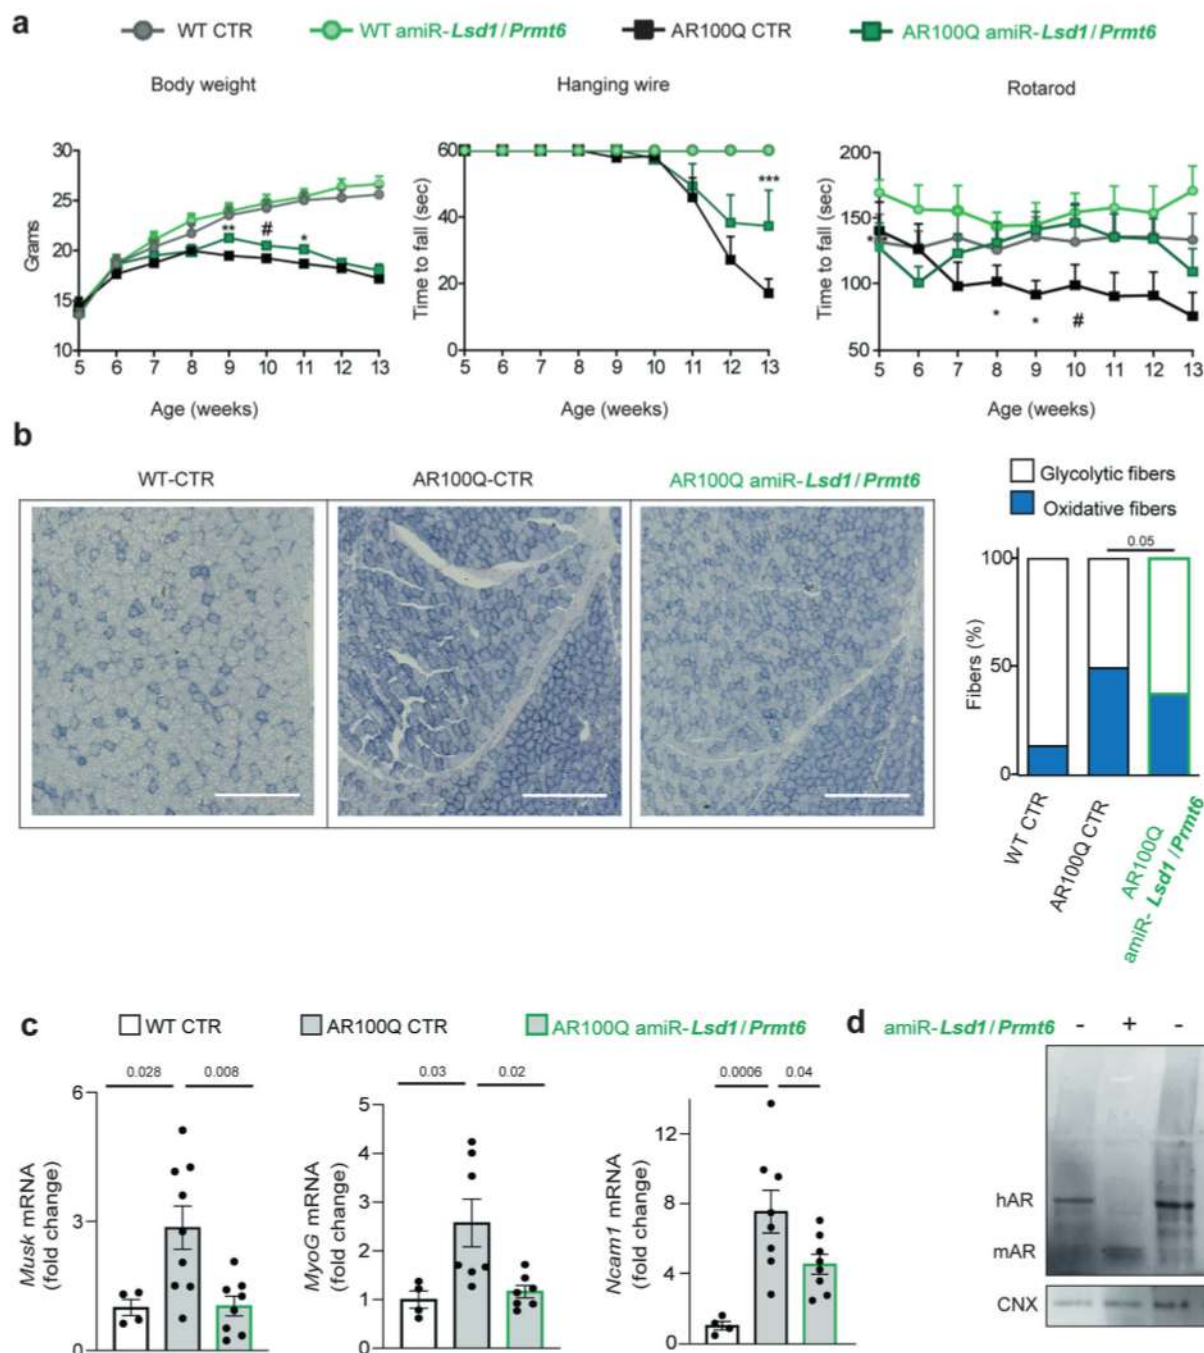 a
WT CTR
WT amiR-Lsd1/Prmt6
AR100Q CTR
AR100Q amiR-Lsd1/Prmt6
Body weight
Hanging wire
Rotarod
30
25
20
15
10
Grams
** # *
5 6 7 8 9 10 11 12 13
Age (weeks)
60
40
20
0
Time to fall (sec)
***
5 6 7 8 9 10 11 12 13
Age (weeks)
200
150
100
50
Time to fall (sec)
* * #
5 6 7 8 9 10 11 12 13
Age (weeks)
b
WT-CTR
AR100Q-CTR
AR100Q amiR-Lsd1/Prmt6
Glycolytic fibers
Oxidative fibers
0.05
100
50
0
Fibers (%)
WT CTR
AR100Q CTR
AR100Q
amiR- Lsd1/Prmt6
c
WT CTR
AR100Q CTR
AR100Q amiR-Lsd1/Prmt6
0.028 0.008
6
3
0
Musk mRNA
(fold change)
0.03 0.02
5
4
3
2
1
0
MyoG mRNA
(fold change)
0.0006 0.04
12
8
4
0
Ncam1 mRNA
(fold change)
d
amiR-Lsd1/Prmt6 - + -
hAR
mAR
CNX